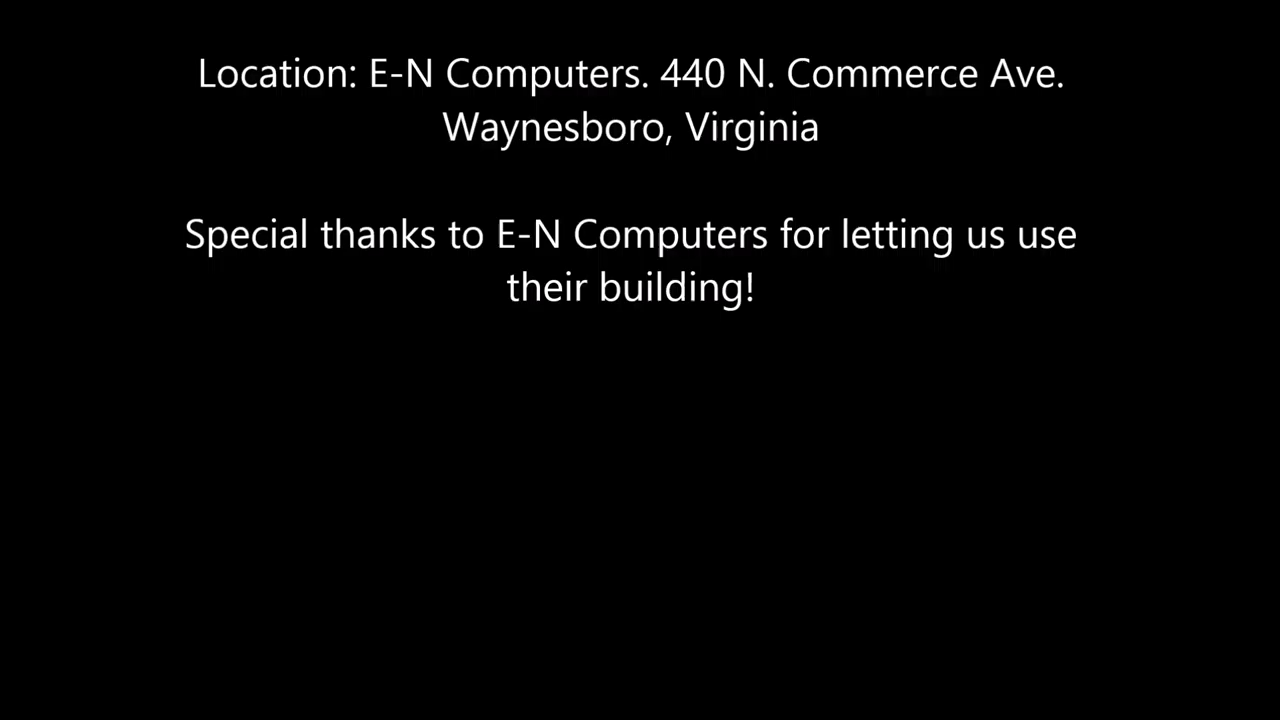 Location: E-N Computers. 440 N. Commerce Ave.
Waynesboro, Virginia
Special thanks to E-N Computers for letting us use
their building!